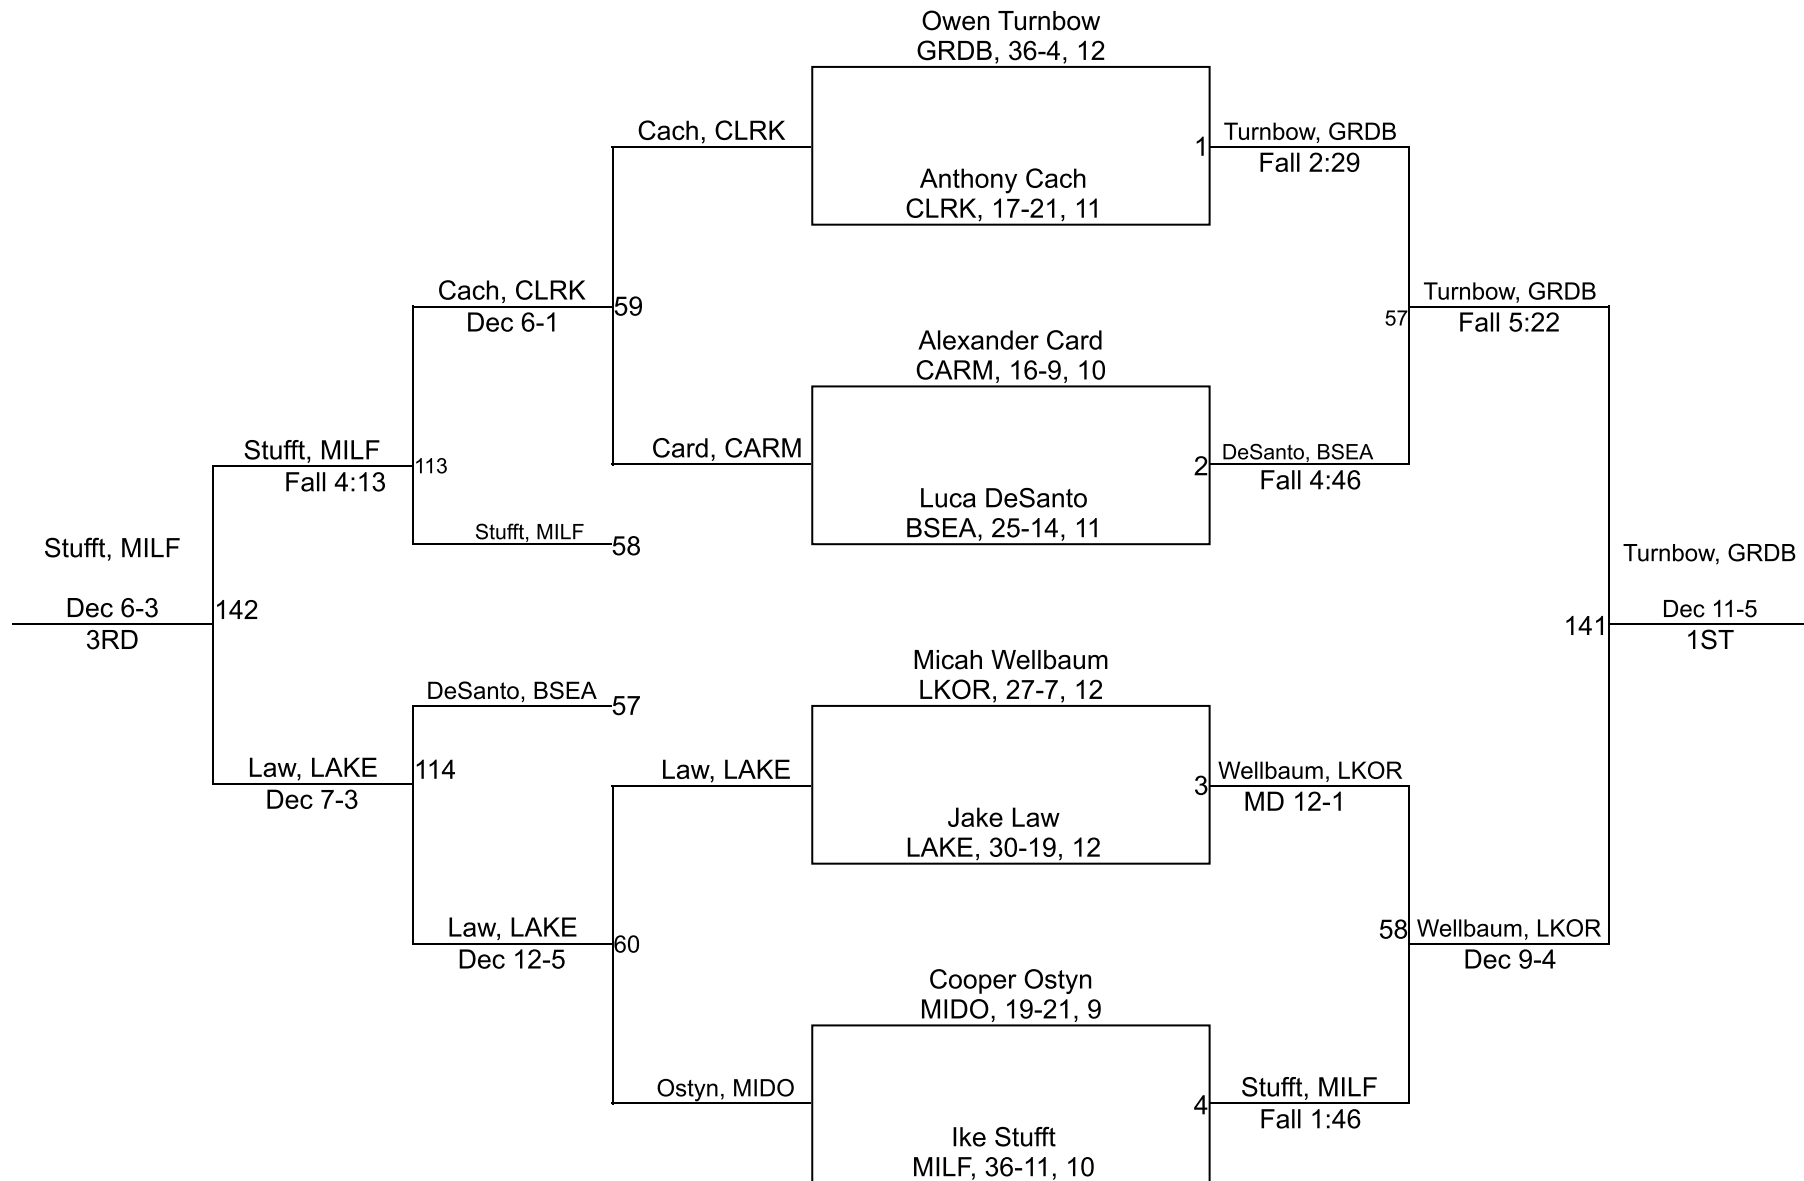 Owen Turnbow
GRDB, 36-4, 12
Cach, CLRK
1
Turnbow, GRDB
Fall 2:29
Anthony Cach
CLRK, 17-21, 11
Cach, CLRK
Dec 6-1
59
57
Turnbow, GRDB
Fall 5:22
Alexander Card
CARM, 16-9, 10
Stufft, MILF
Fall 4:13
113
Card, CARM
2
DeSanto, BSEA
Fall 4:46
Luca DeSanto
BSEA, 25-14, 11
Stufft, MILF
58
Stufft, MILF
Dec 6-3
3RD
142
141
Turnbow, GRDB
Dec 11-5
1ST
Micah Wellbaum
LKOR, 27-7, 12
DeSanto, BSEA
57
Law, LAKE
Dec 7-3
114
Law, LAKE
3
Wellbaum, LKOR
MD 12-1
Jake Law
LAKE, 30-19, 12
Law, LAKE
Dec 12-5
60
58
Wellbaum, LKOR
Dec 9-4
Cooper Ostyn
MIDO, 19-21, 9
Ostyn, MIDO
4
Stufft, MILF
Fall 1:46
Ike Stufft
MILF, 36-11, 10